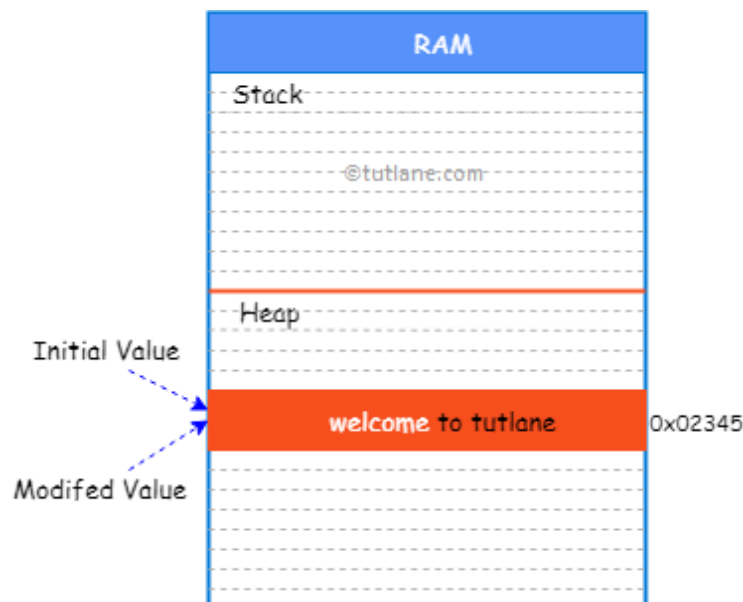 RAM
Stack
©tutlane.com
Heap
Initial Value
welcome to tutlane
0x02345
Modifed Value